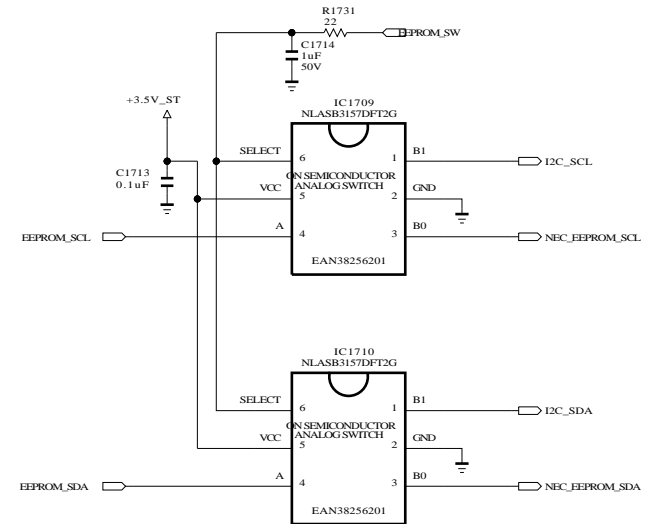 R1731
22
EEPROM_SW
C1714
1uF
50V
+3.5V_ST
IC1709
NLASB3157DFT2G
C1713
0.1uF
SELECT 6 1 B1 I2C_SCL
ON SEMICONDUCTOR
ANALOG SWITCH
VCC 5 2 GND
EEPROM_SCL A 4 3 B0 NEC_EEPROM_SCL
EAN38256201
IC1710
NLASB3157DFT2G
SELECT 6 1 B1 I2C_SDA
ON SEMICONDUCTOR
ANALOG SWITCH
VCC 5 2 GND
EEPROM_SDA A 4 3 B0 NEC_EEPROM_SDA
EAN38256201